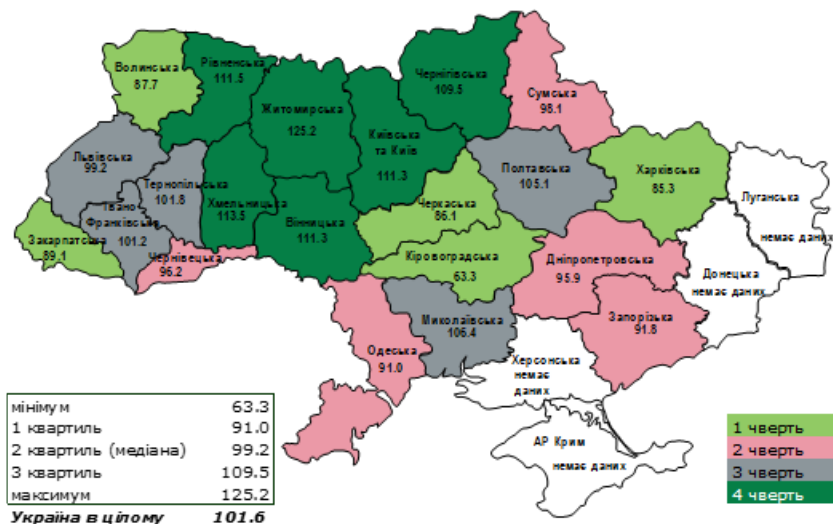 Волинська
87.7
Рівненська
111.5
Житомирська
125.2
Київська
та Київ
111.3
Чернігівська
109.5
Сумська
98.1
Львівська
99.2
Тернопільська
101.8
Хмельницька
113.5
Вінницька
111.3
Івано
Франківська
101.2
Закарпатська
89.1
Чернівецька
96.2
Черкаська
86.1
Полтавська
105.1
Харківська
85.3
Луганська
немає даних
Кіровоградська
63.3
Дніпропетровська
95.9
Донецька
немає даних
Запорізька
91.8
Миколаївська
106.4
Одеська
91.0
Херсонська
немає
даних
АР Крим
немає даних
мінімум 63.3
1 квартиль 91.0
2 квартиль (медіана) 99.2
3 квартиль 109.5
максимум 125.2
Україна в цілому 101.6
1 чверть
2 чверть
3 чверть
4 чверть